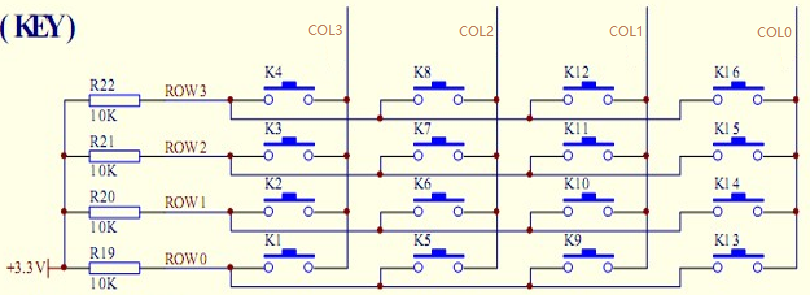 ( KEY)
COL3 COL2 COL1 COL0
K4 K8 K12 K16
R22 ROW3
10K
K3 K7 K11 K15
R21 ROW2
10K
K2 K6 K10 K14
R20 ROW1
10K
K1 K5 K9 K13
R19 ROW0
+3.3V
10K